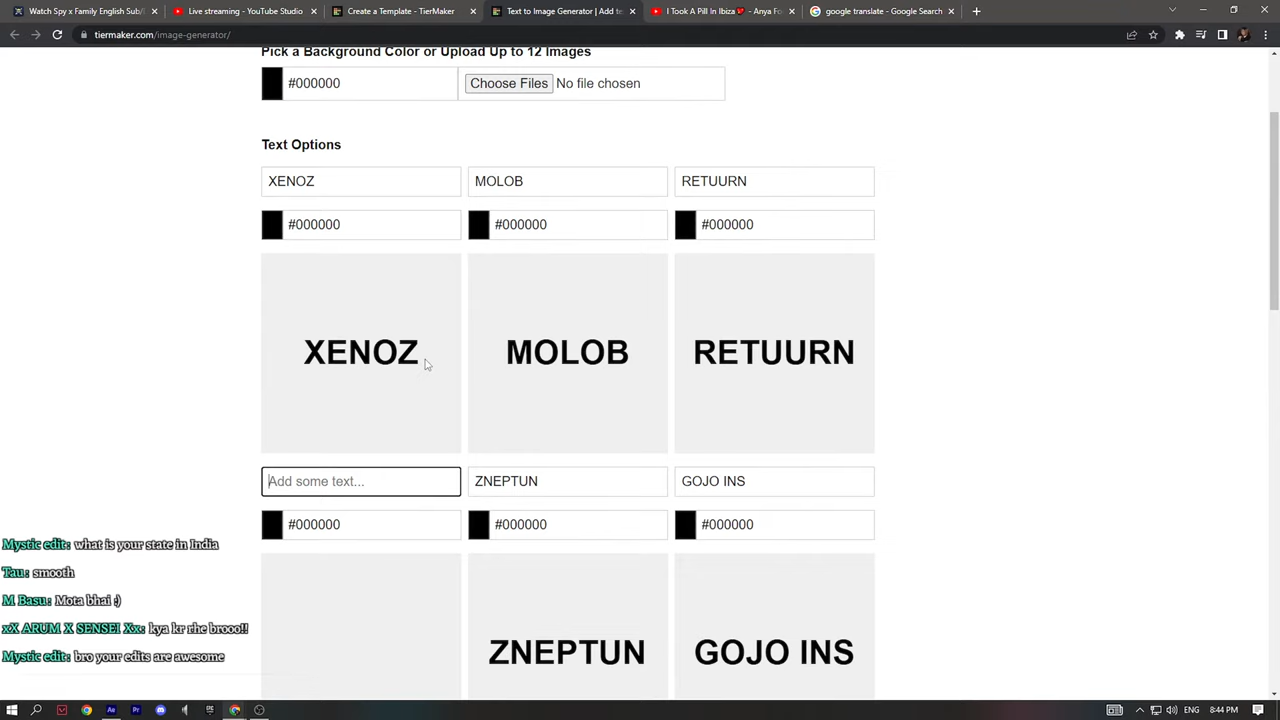 Watch Spy x Family English Sub/
Live streaming - YouTube Studio
Create a Template - TierMaker
Text to Image Generator | Add te
I Took A Pill In Ibiza - Anya Fo
google translate - Google Search
tiermaker.com/image-generator/
Pick a Background Color or Upload Up to 12 Images
#000000
Choose Files No file chosen
Text Options
XENOZ MOLOB RETUURN
#000000 #000000 #000000
XENOZ MOLOB RETUURN
Add some text... ZNEPTUN GOJO INS
#000000 #000000 #000000
ZNEPTUN GOJO INS
Mystic edit: what is your state in India
Tau: smooth
M Basu: Mota bhai :)
xX ARUM X SENSEI Xx: kya kr rhe brooo!!
Mystic edit: bro your edits are awesome
Ae Pr EPIC ENG 8:44 PM